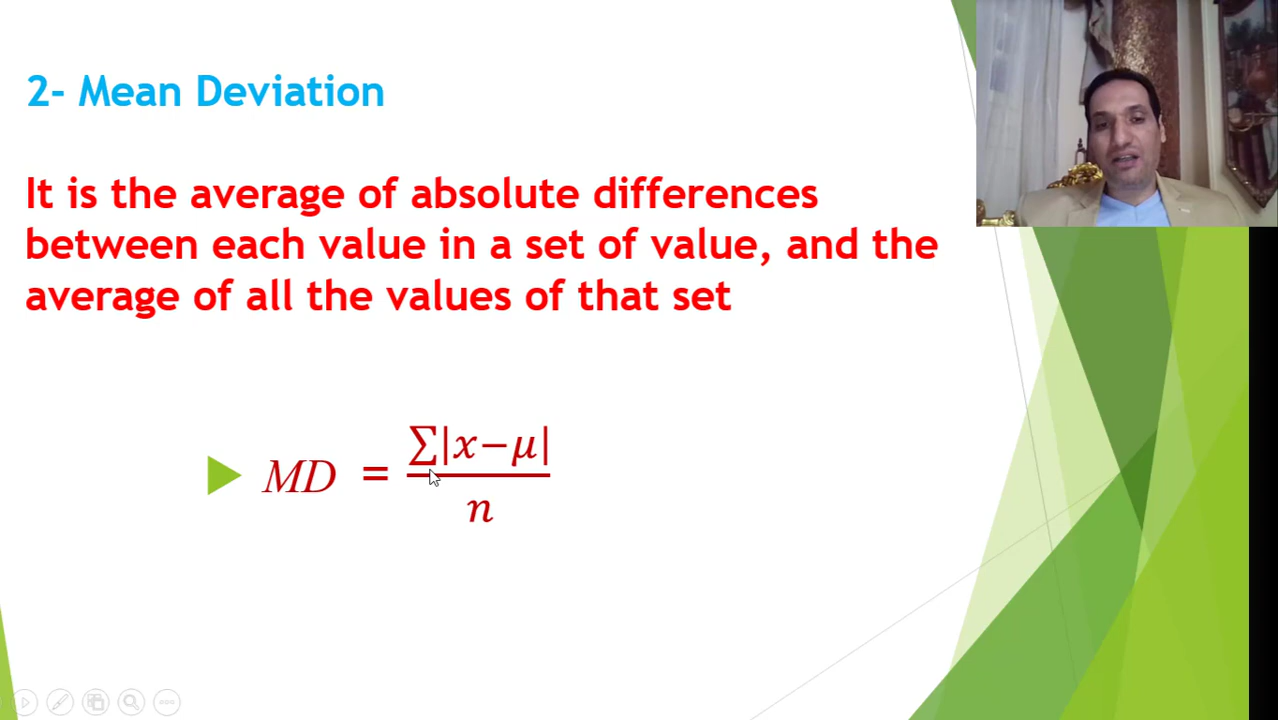 2- Mean Deviation
It is the average of absolute differences
between each value in a set of value, and the
average of all the values of that set
MD = ∑|x−μ| / n